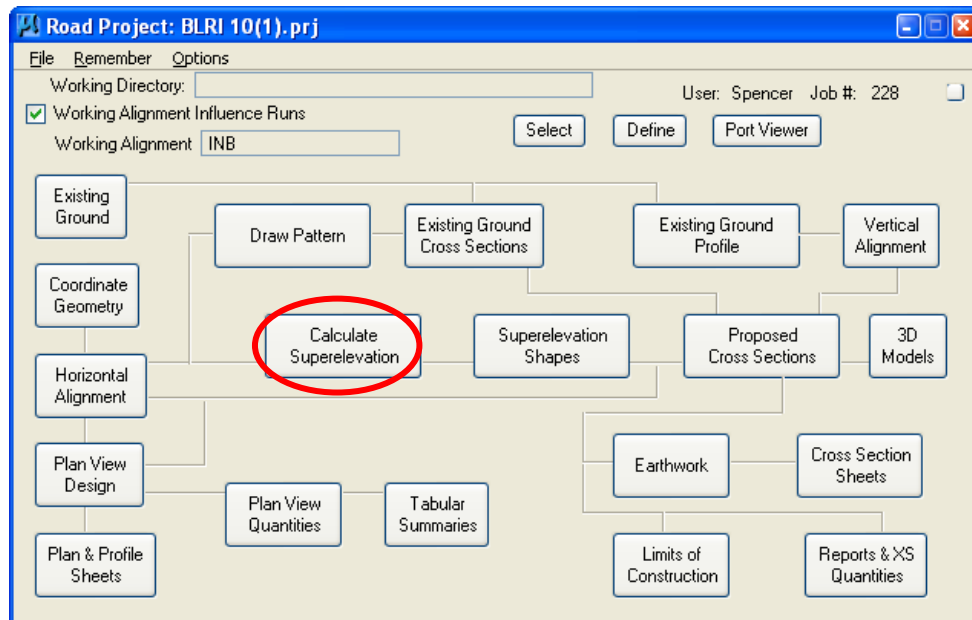 Road Project: BLRI 10(1).prj
File Remember Options
Working Directory:
User: Spencer Job #: 228
Working Alignment Influence Runs
Working Alignment INB
Select Define Port Viewer
Existing
Ground
Draw Pattern
Existing Ground
Cross Sections
Existing Ground
Profile
Vertical
Alignment
Coordinate
Geometry
Calculate
Superelevation
Superelevation
Shapes
Proposed
Cross Sections
3D
Models
Horizontal
Alignment
Plan View
Design
Earthwork
Cross Section
Sheets
Plan View
Quantities
Tabular
Summaries
Plan & Profile
Sheets
Limits of
Construction
Reports & XS
Quantities